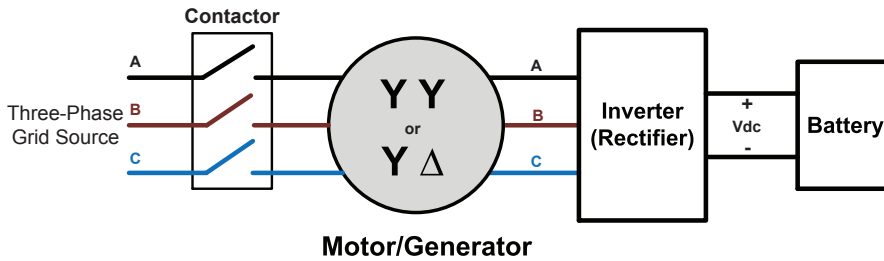 Contactor
A
B
C
Three-Phase
Grid Source
Y Y
or
Y Δ
Motor/Generator
A
B
C
Inverter
(Rectifier)
+
Vdc
-
Battery